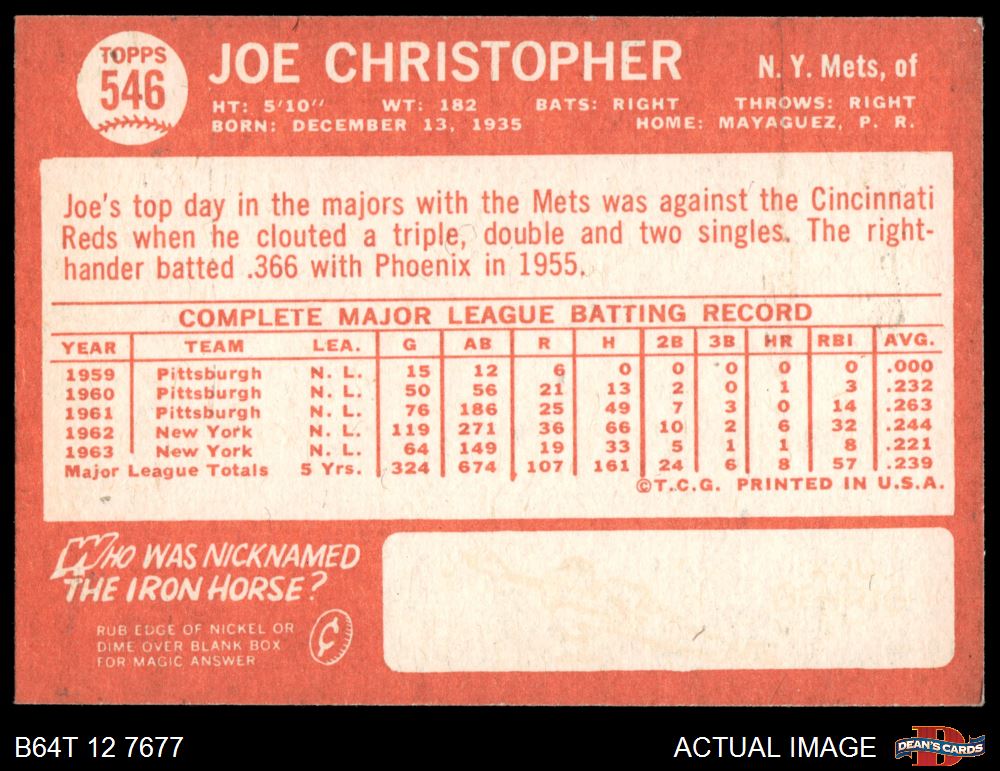 TOPPS
546
JOE CHRISTOPHER
N. Y. Mets, of
HT: 5'10" WT: 182 BATS: RIGHT THROWS: RIGHT
BORN: DECEMBER 13, 1935 HOME: MAYAGUEZ, P. R.
Joe's top day in the majors with the Mets was against the Cincinnati
Reds when he clouted a triple, double and two singles. The right-
hander batted .366 with Phoenix in 1955.
COMPLETE MAJOR LEAGUE BATTING RECORD
YEAR TEAM LEA. G AB R H 2B 3B HR RBI AVG.
1959 Pittsburgh N. L. 15 12 6 0 0 0 0 0 .000
1960 Pittsburgh N. L. 50 56 21 13 2 0 1 3 .232
1961 Pittsburgh N. L. 76 186 25 49 7 3 0 14 .263
1962 New York N. L. 119 271 36 66 10 2 6 32 .244
1963 New York N. L. 64 149 19 33 5 1 1 8 .221
Major League Totals 5 Yrs. 324 674 107 161 24 6 8 57 .239
©T.C.G. PRINTED IN U.S.A.
WHO WAS NICKNAMED
THE IRON HORSE?
RUB EDGE OF NICKEL OR
DIME OVER BLANK BOX
FOR MAGIC ANSWER
¢
B64T 12 7677
ACTUAL IMAGE
DEAN'S CARDS